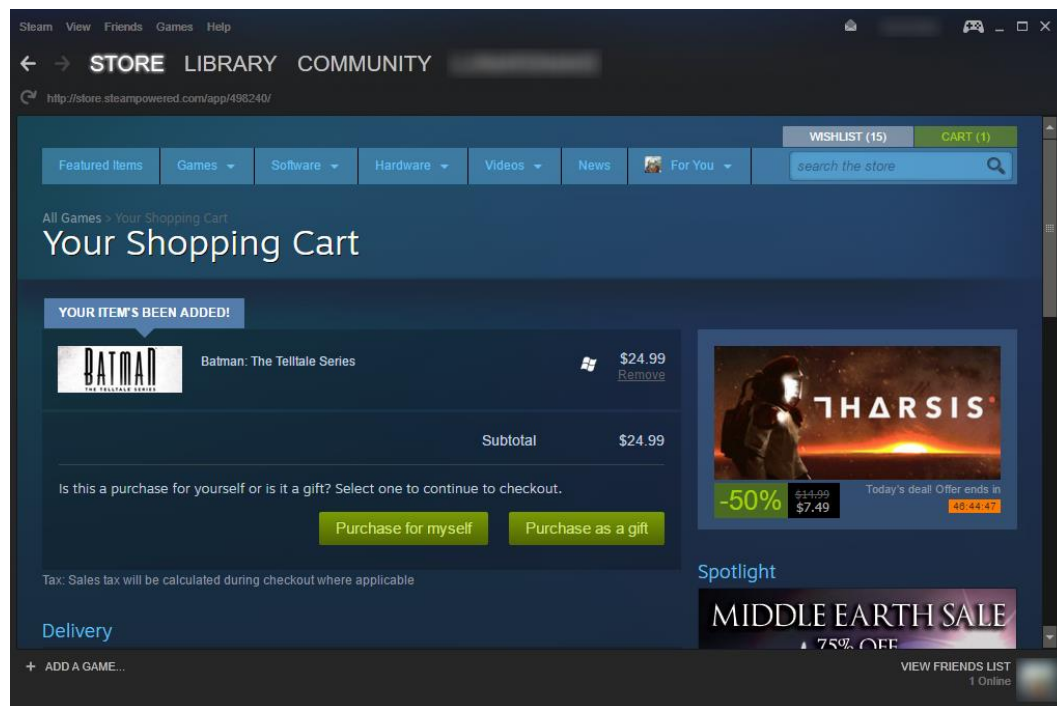 Steam View Friends Games Help
STORE LIBRARY COMMUNITY
http://store.steampowered.com/app/498240/
WISHLIST (15) CART (1)
Featured Items Games Software Hardware Videos News For You search the store
All Games > Your Shopping Cart
Your Shopping Cart
YOUR ITEM'S BEEN ADDED!
BATMAN
THE TELLTALE SERIES
Batman: The Telltale Series
$24.99
Remove
Subtotal $24.99
Is this a purchase for yourself or is it a gift? Select one to continue to checkout.
Purchase for myself Purchase as a gift
Tax: Sales tax will be calculated during checkout where applicable
Delivery
THARSIS
-50% $14.99 $7.49
Today's deal! Offer ends in
46:44:47
Spotlight
MIDDLE EARTH SALE
75% OFF
+ ADD A GAME...
VIEW FRIENDS LIST
1 Online